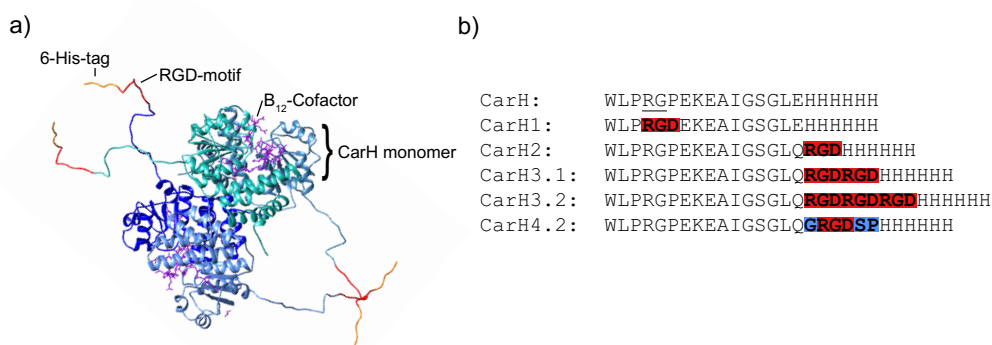 a)
6-His-tag
RGD-motif
B12-Cofactor
CarH monomer
b)
CarH: WLPRGPEKEAIGSGLEHHHHHH
CarH1: WLPRGDEKEAIGSGLEHHHHHH
CarH2: WLPRGPEKEAIGSGLQRGDHHHHHH
CarH3.1: WLPRGPEKEAIGSGLQRGDRGDHHHHHH
CarH3.2: WLPRGPEKEAIGSGLQRGDRGDRGDHHHHHH
CarH4.2: WLPRGPEKEAIGSGLQGRGDSPHHHHHH